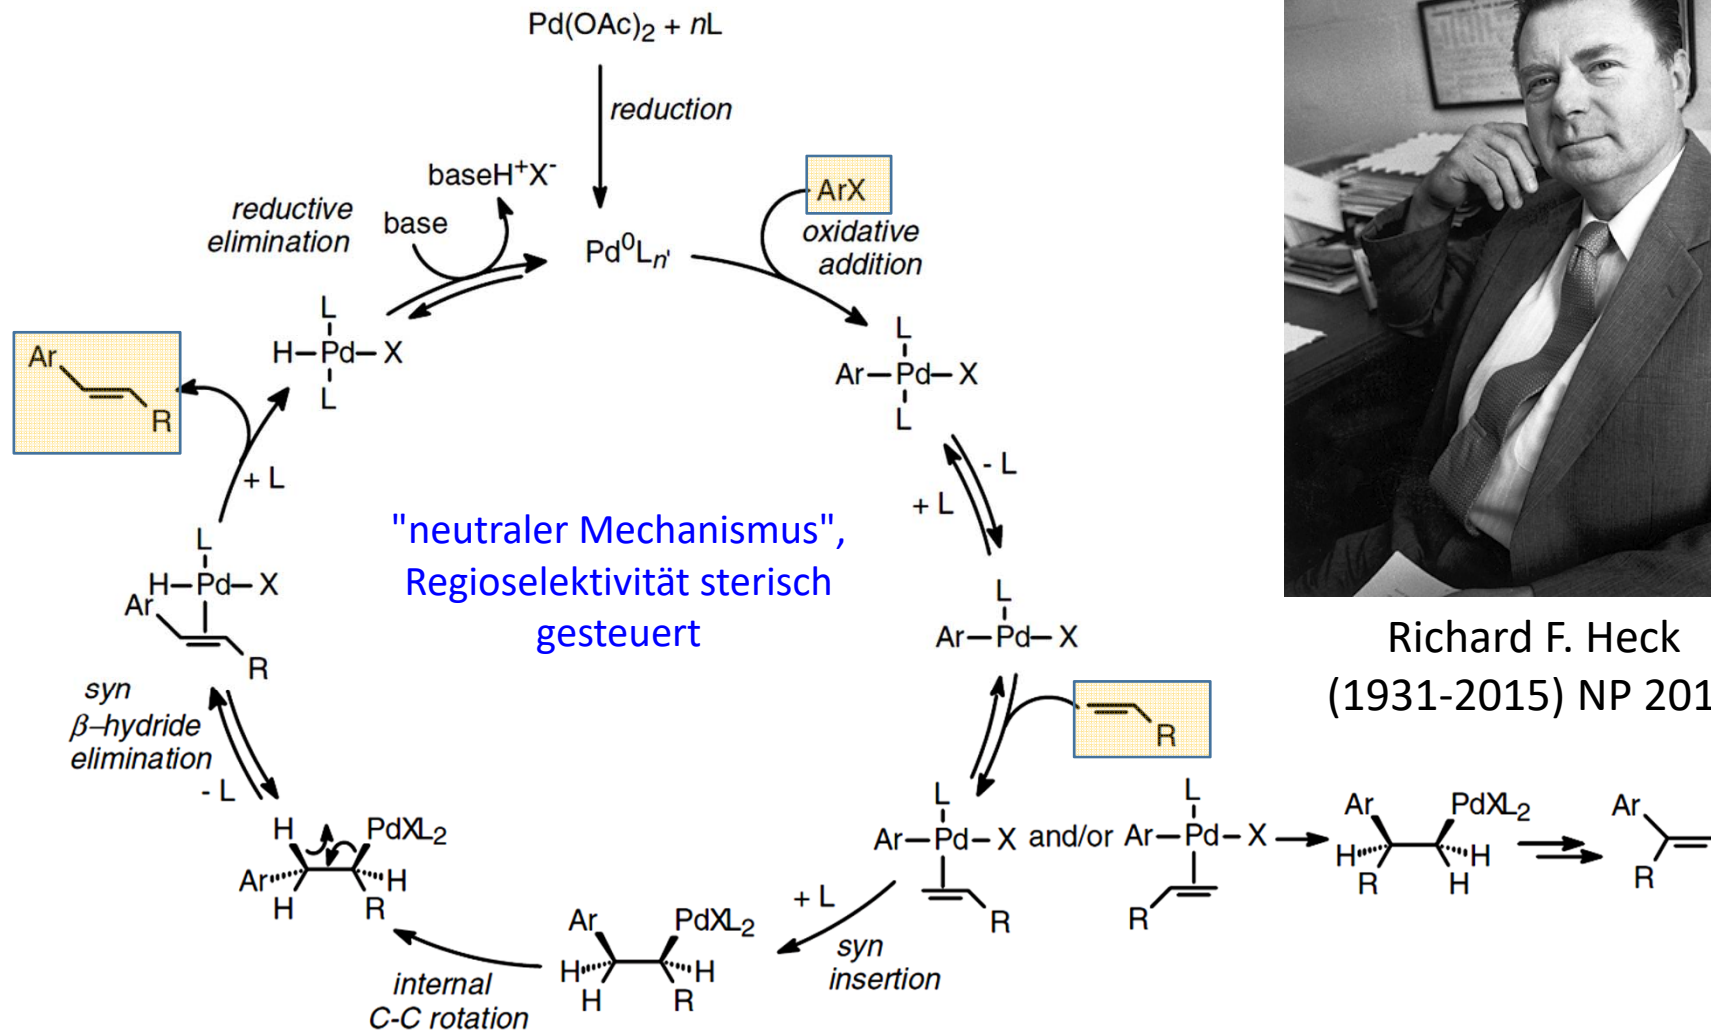 Pd(OAc)₂ + nL
reduction
baseH⁺X⁻
ArX
reductive
elimination
base
oxidative
addition
Pd⁰Lₙ'
L
H–Pd–X
L
L
Ar–Pd–X
L
Ar
R
+ L
- L
+ L
"neutraler Mechanismus",
Regioselektivität sterisch
gesteuert
L
H–Pd–X
Ar
R
L
Ar–Pd–X
Richard F. Heck
(1931-2015) NP 201
R
syn
β–hydride
elimination
- L
L
Ar–Pd–X
R
and/or
L
Ar–Pd–X
R
Ar
PdXL₂
H
H
R
H
Ar
R
H
PdXL₂
Ar
H
H
R
+ L
syn
insertion
Ar
PdXL₂
H
H
H
R
internal
C-C rotation